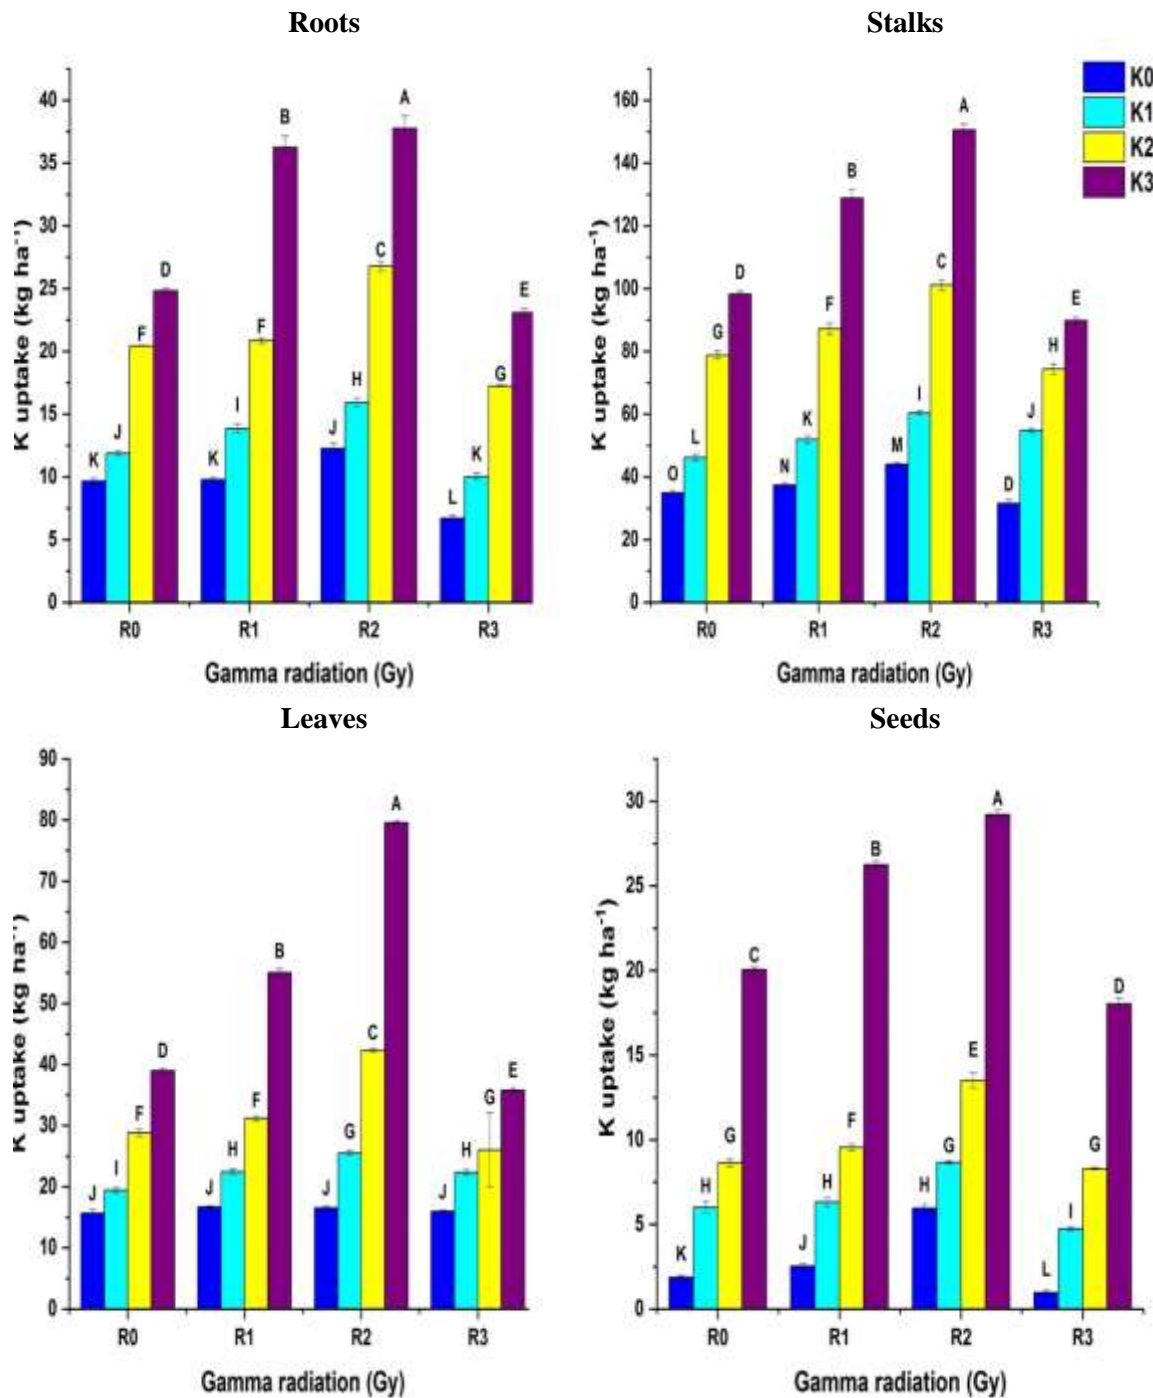 Roots
Stalks
K0
K1
K2
K3
K uptake (kg ha⁻¹)
40
35
30
25
20
15
10
5
0
K
J
F
D
K
I
F
B
J
H
C
A
L
K
G
E
R0
R1
R2
R3
Gamma radiation (Gy)
K uptake (kg ha⁻¹)
160
140
120
100
80
60
40
20
0
O
L
G
D
N
K
F
B
M
I
C
A
D
J
H
E
R0
R1
R2
R3
Gamma radiation (Gy)
Leaves
Seeds
K uptake (kg ha⁻¹)
90
80
70
60
50
40
30
20
10
0
J
I
F
D
J
H
F
B
J
G
C
A
J
H
G
E
R0
R1
R2
R3
Gamma radiation (Gy)
K uptake (kg ha⁻¹)
30
25
20
15
10
5
0
K
H
G
C
J
H
F
B
H
G
E
A
L
I
G
D
R0
R1
R2
R3
Gamma radiation (Gy)